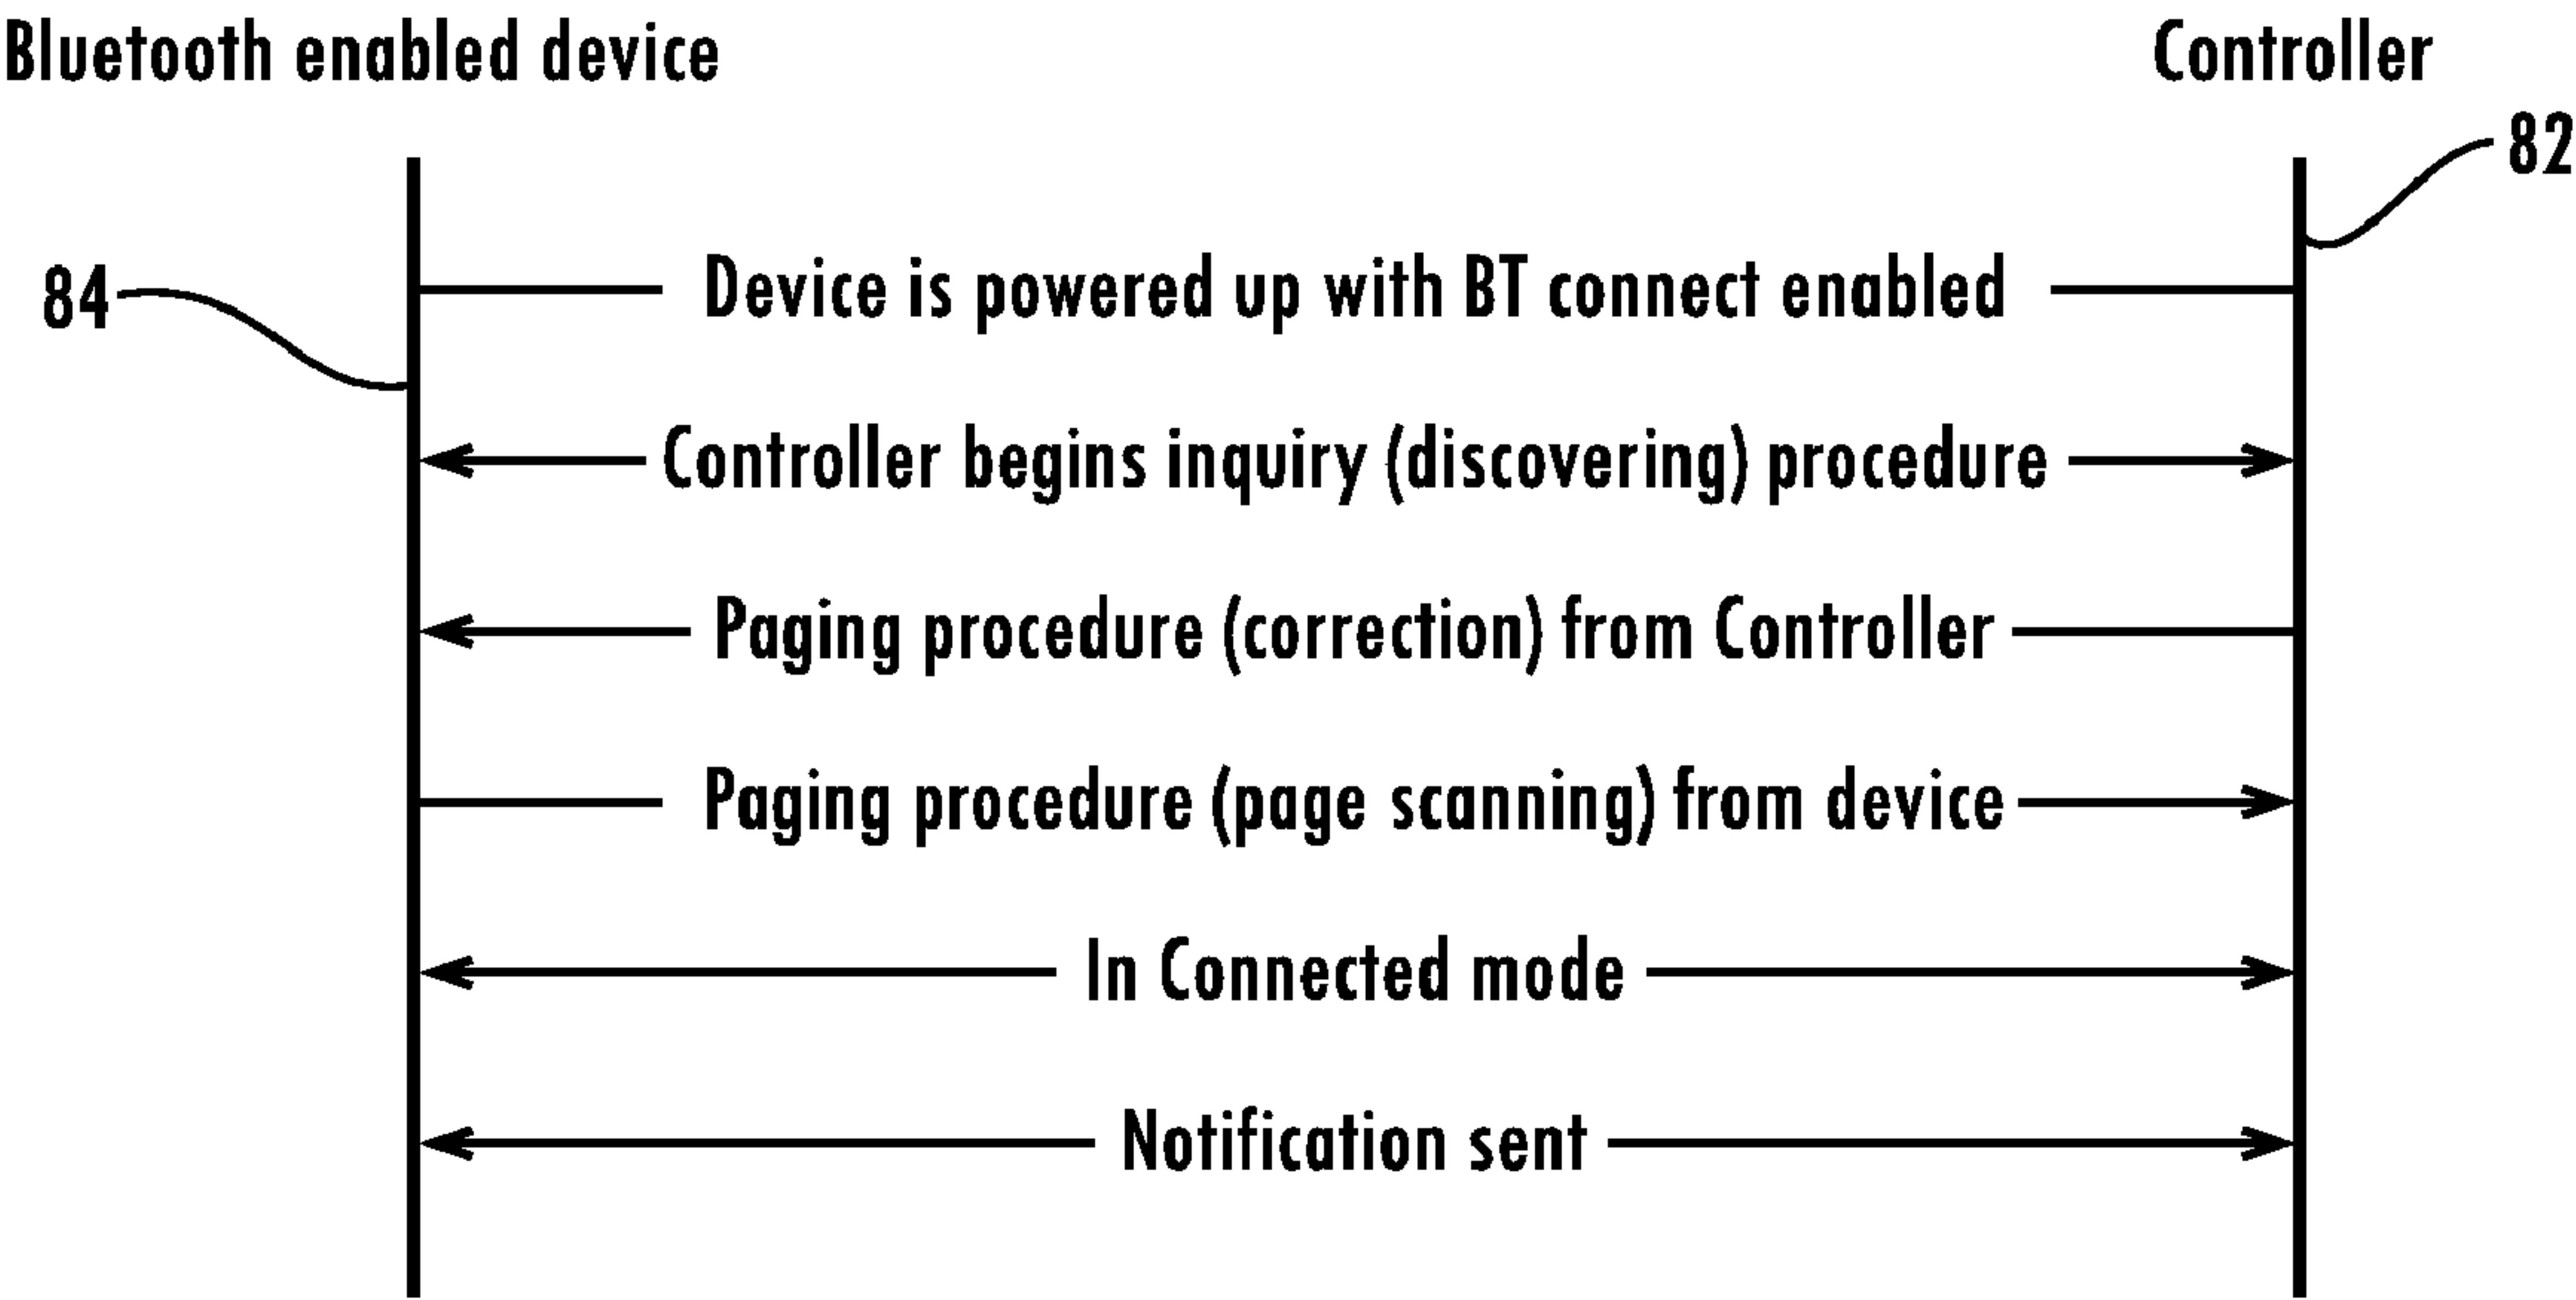 Bluetooth enabled device
Controller
82
Device is powered up with BT connect enabled
84
Controller begins inquiry (discovering) procedure
Paging procedure (correction) from Controller
Paging procedure (page scanning) from device
In Connected mode
Notification sent